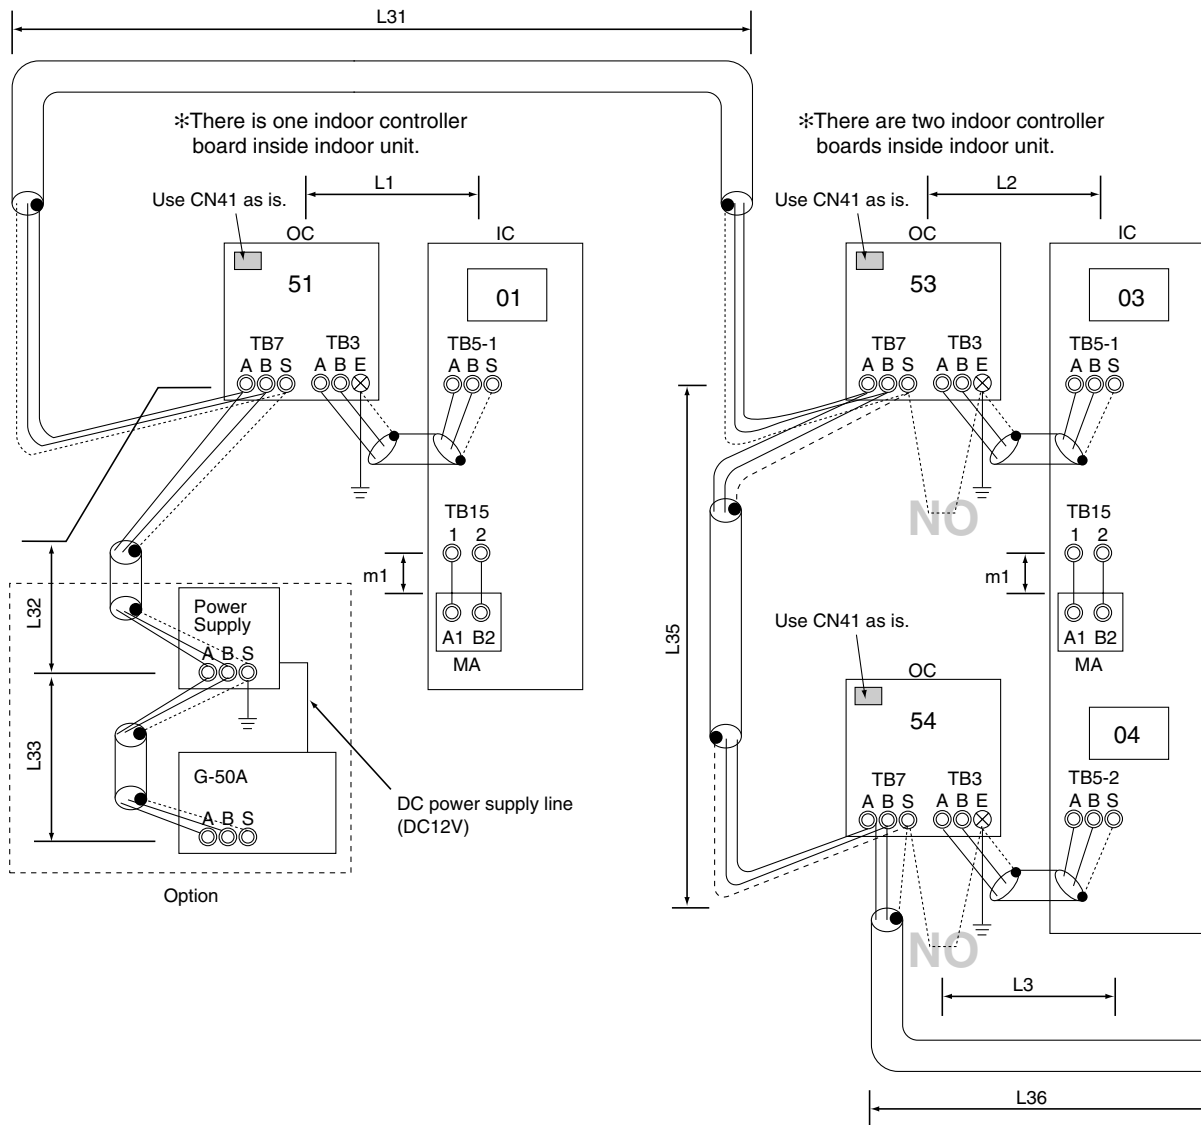 L31
✻There is one indoor controller
board inside indoor unit.
✻There are two indoor controller
boards inside indoor unit.
L1
L2
Use CN41 as is.
Use CN41 as is.
OC
IC
OC
IC
51
01
53
03
TB7
TB3
TB5-1
TB7
TB3
TB5-1
A B S
A B E
A B S
A B S
A B E
A B S
NO
TB15
1 2
TB15
1 2
m1
m1
L32
Power
Supply
A B S
A1 B2
MA
A1 B2
MA
L35
Use CN41 as is.
OC
54
04
L33
G-50A
A B S
DC power supply line
(DC12V)
TB7
TB3
TB5-2
A B S
A B E
A B S
Option
NO
L3
L36